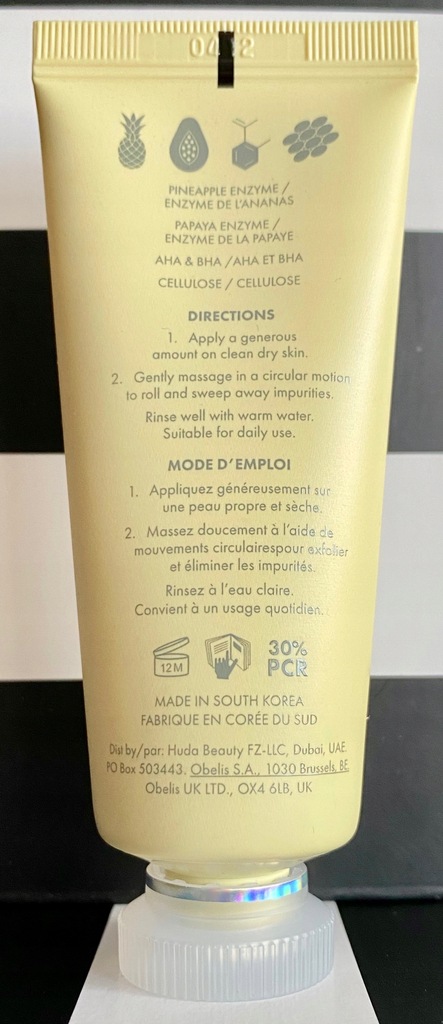 PINEAPPLE ENZYME /
ENZYME DE L'ANANAS
PAPAYA ENZYME /
ENZYME DE LA PAPAYE
AHA & BHA /AHA ET BHA
CELLULOSE / CELLULOSE
DIRECTIONS
1. Apply a generous
amount on clean dry skin.
2. Gently massage in a circular motion
to roll and sweep away impurities.
Rinse well with warm water.
Suitable for daily use.
MODE D'EMPLOI
1. Appliquez généreusement sur
une peau propre et sèche.
2. Massez doucement à l'aide de
mouvements circulairespour exfolier
et éliminer les impurités.
Rinsez à l'eau claire.
Convient à un usage quotidien.
12M
30%
PCR
MADE IN SOUTH KOREA
FABRIQUE EN CORÉE DU SUD
Dist by/par: Huda Beauty FZ-LLC, Dubai, UAE.
PO Box 503443. Obelis S.A., 1030 Brussels, BE.
Obelis UK LTD., OX4 6LB, UK